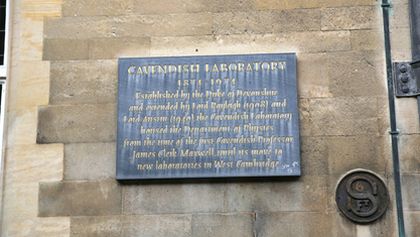 CAVENDISH LABORATORY
1874-1974
Established by the Duke of Devonshire
and extended by Lord Rayleigh (1908) and
Lord Austin (1940), the Cavendish Laboratory
housed the Department of Physics
from the time of the first Cavendish Professor
James Clerk Maxwell until its move to
new laboratories in West Cambridge